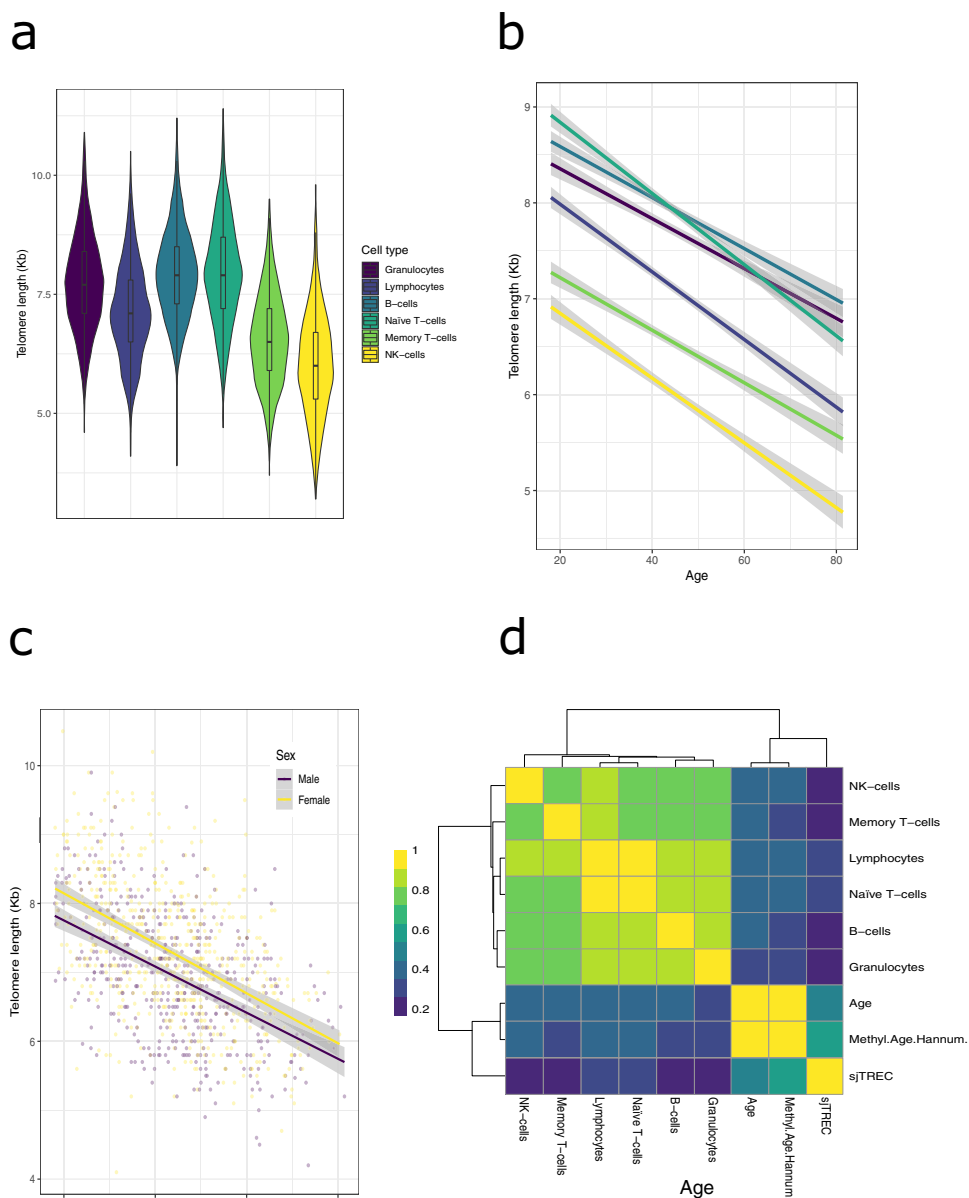 a
Telomere length (Kb)
10.0
7.5
5.0
Cell type
Granulocytes
Lymphocytes
B−cells
Naïve T−cells
Memory T−cells
NK−cells
b
Telomere length (Kb)
9
8
7
6
5
20
40
60
80
Age
c
Telomere length (Kb)
10
8
6
4
Sex
Male
Female
d
1
0.8
0.6
0.4
0.2
NK−cells
Memory T−cells
Lymphocytes
Naïve T−cells
B−cells
Granulocytes
Age
Methyl.Age.Hannum.
sjTREC
NK−cells
Memory T−cells
Lymphocytes
Naïve T−cells
B−cells
Granulocytes
Age
Methyl.Age.Hannum
sjTREC
Age